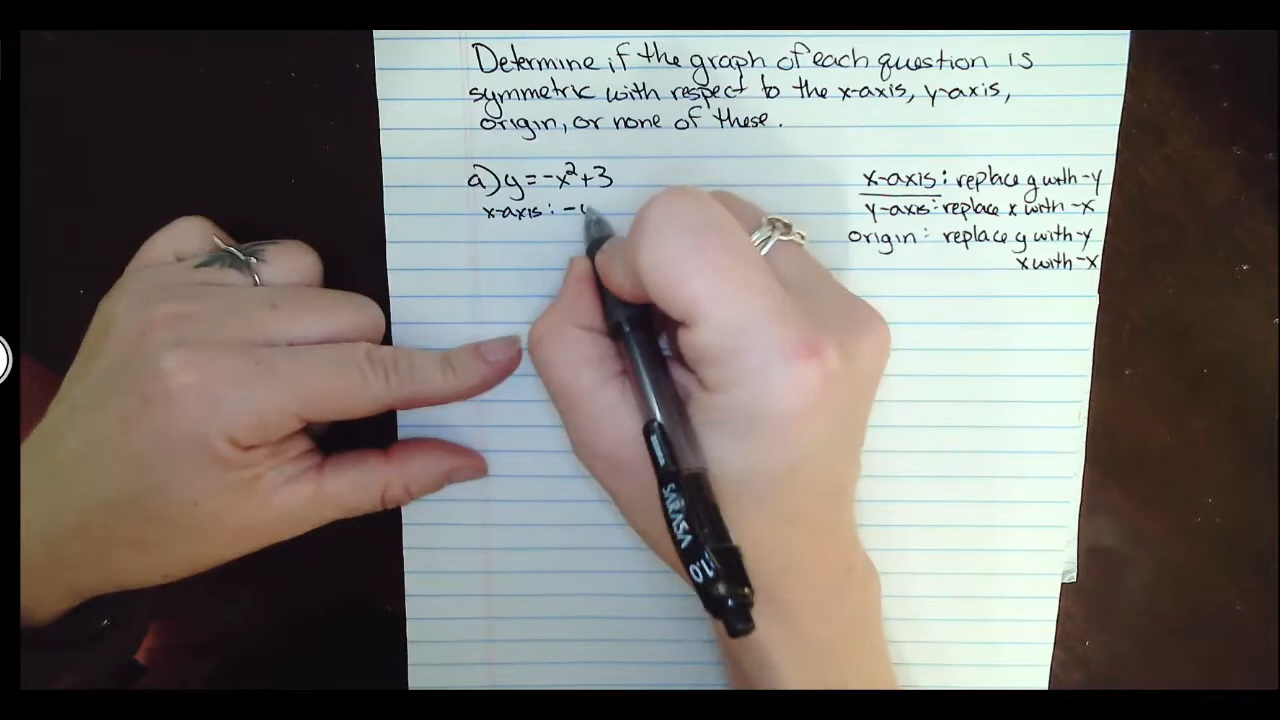 Determine if the graph of each question is
symmetric with respect to the x-axis, y-axis,
origin, or none of these.
a) y=-x²+3
x-axis: -y
x-axis: replace y with -y
y-axis: replace x with -x
origin: replace y with -y
x with -x
SARASA
1.0